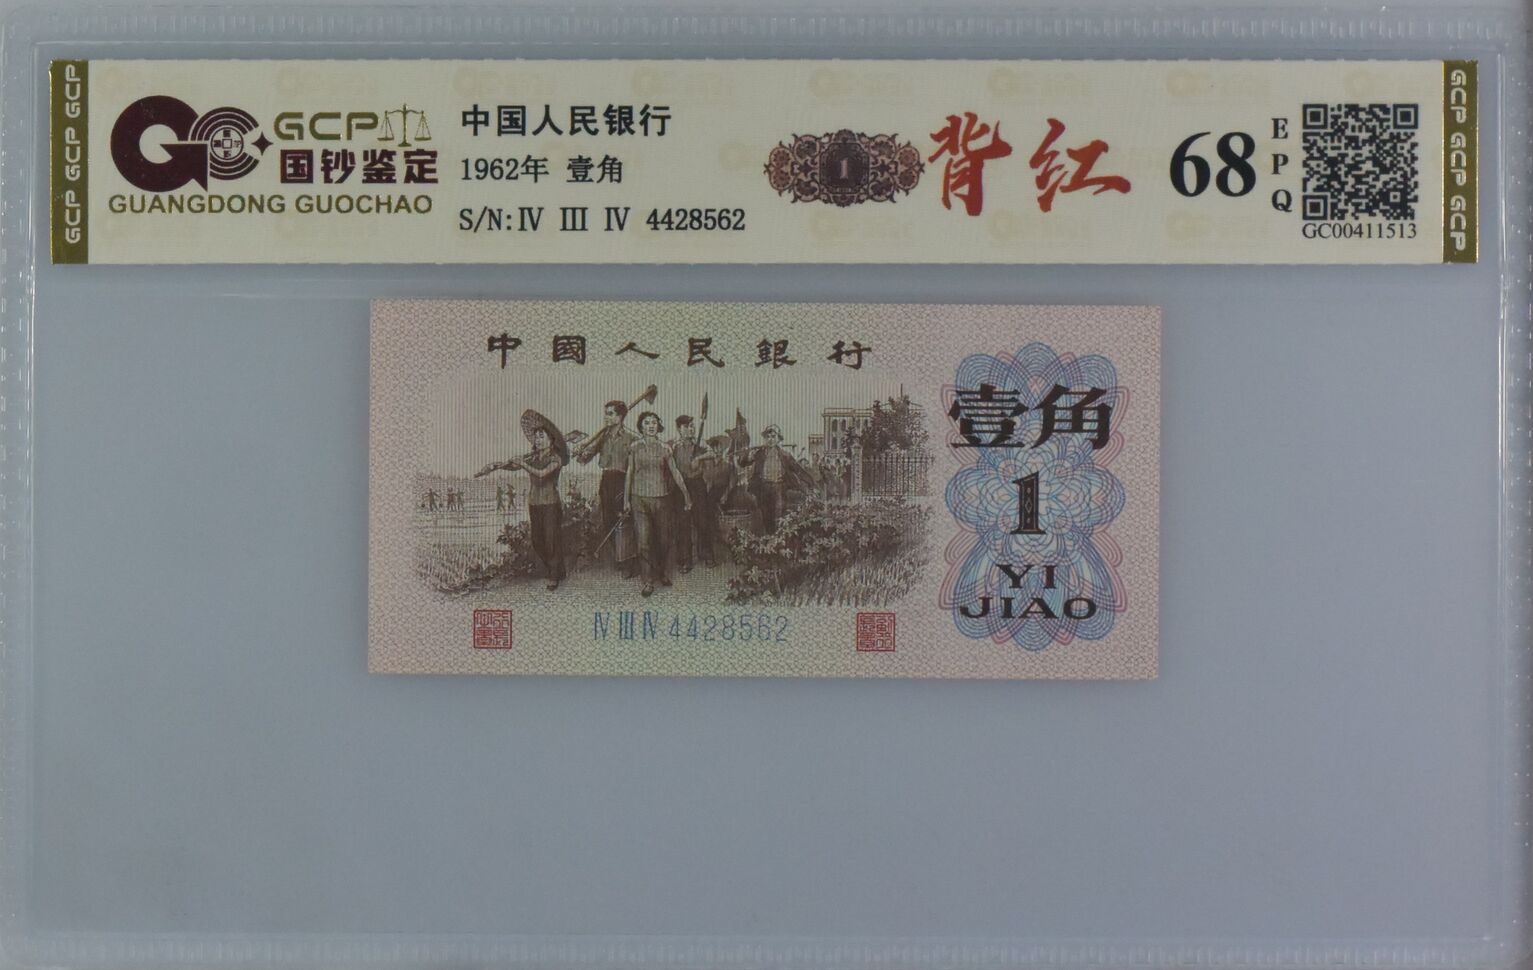 GCP GCP GCP
GCP 国钞鉴定
GUANGDONG GUOCHAO
中国人民银行
1962年 壹角
S/N:Ⅳ Ⅲ Ⅳ 4428562
1
背红
68
EPQ
GC00411513
GCP GCP GCP
中國人民銀行
壹角
1
YI
JIAO
Ⅳ Ⅲ Ⅳ 4428562